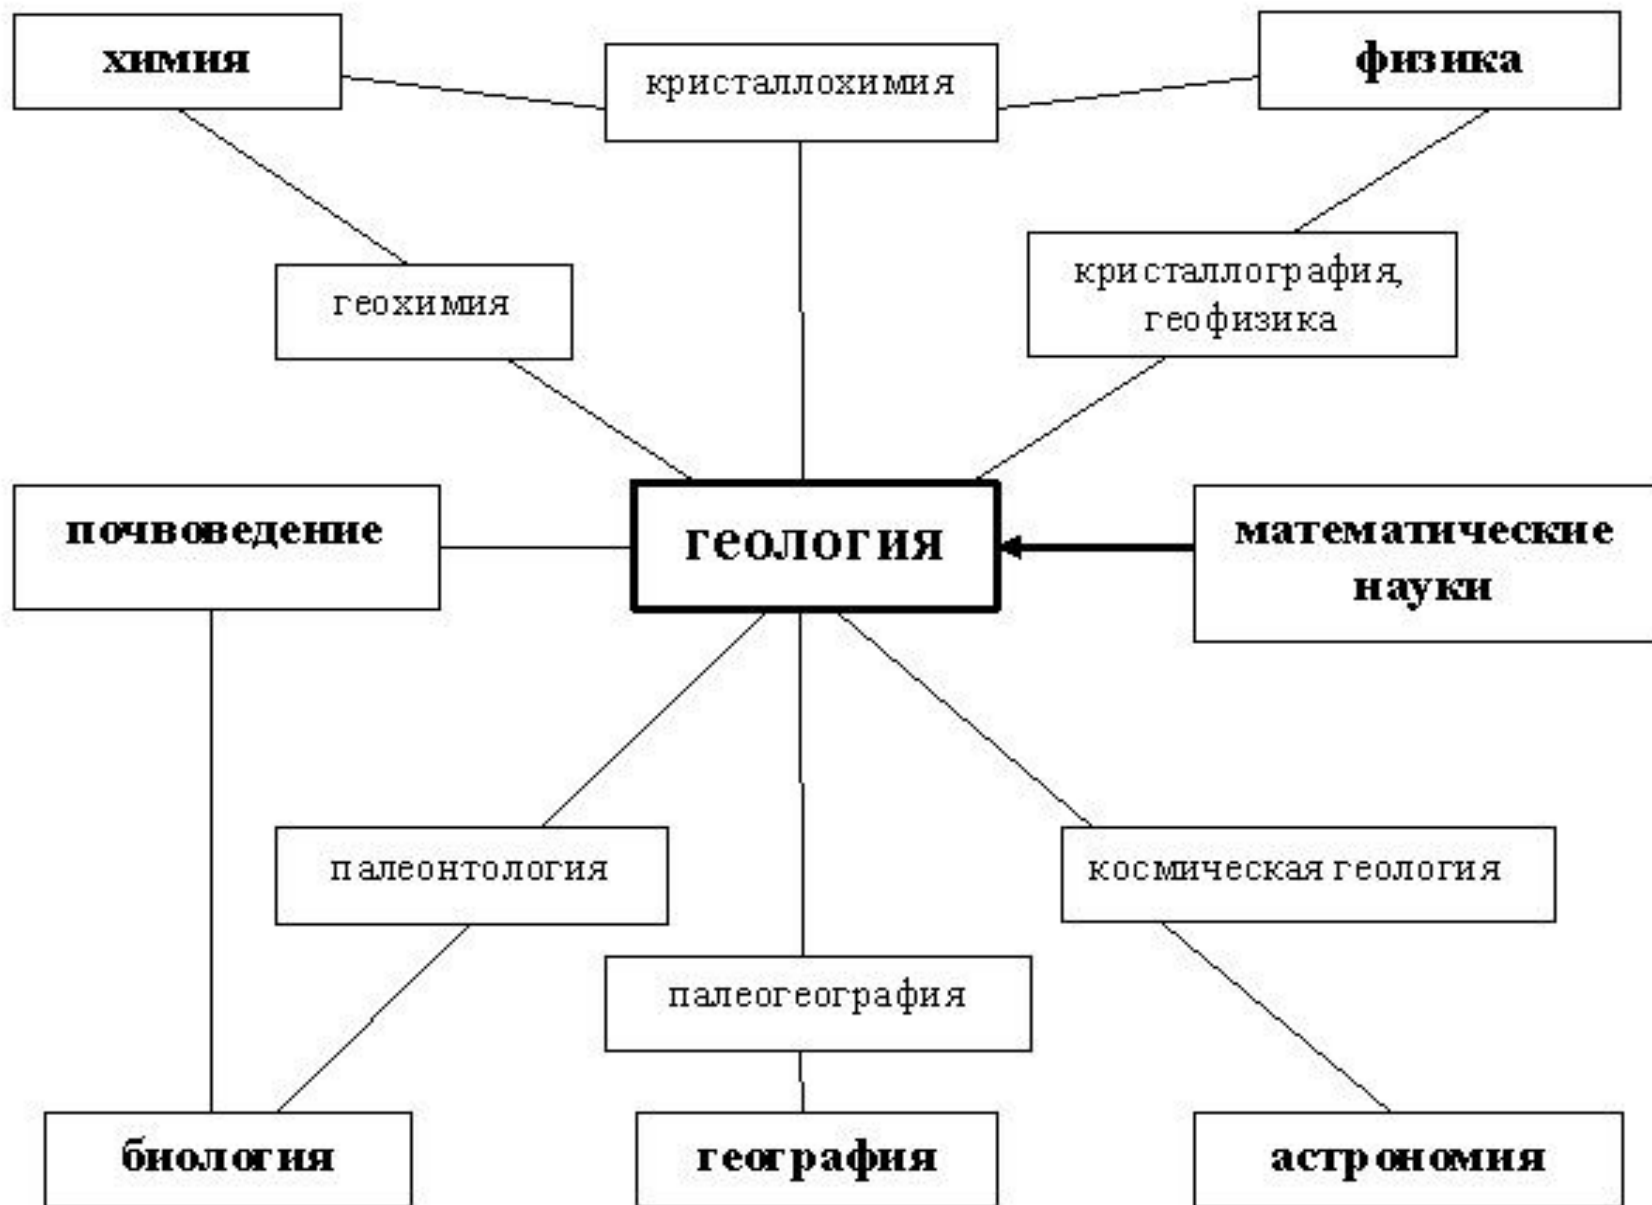 химия
кристаллохимия
физика
геохимия
кристаллография,
геофизика
почвоведение
геология
математические
науки
палеонтология
космическая геология
палеогеография
биология
география
астрономия